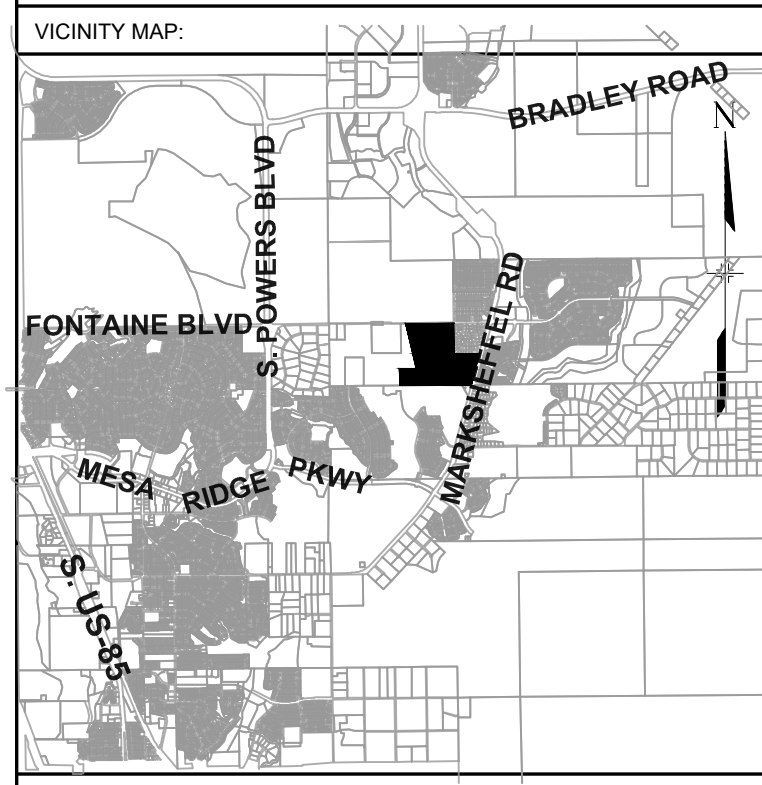 VICINITY MAP:
BRADLEY ROAD
N
S. POWERS BLVD
FONTAINE BLVD
MARKSHEFFEL RD
MESA RIDGE PKWY
S. US-85